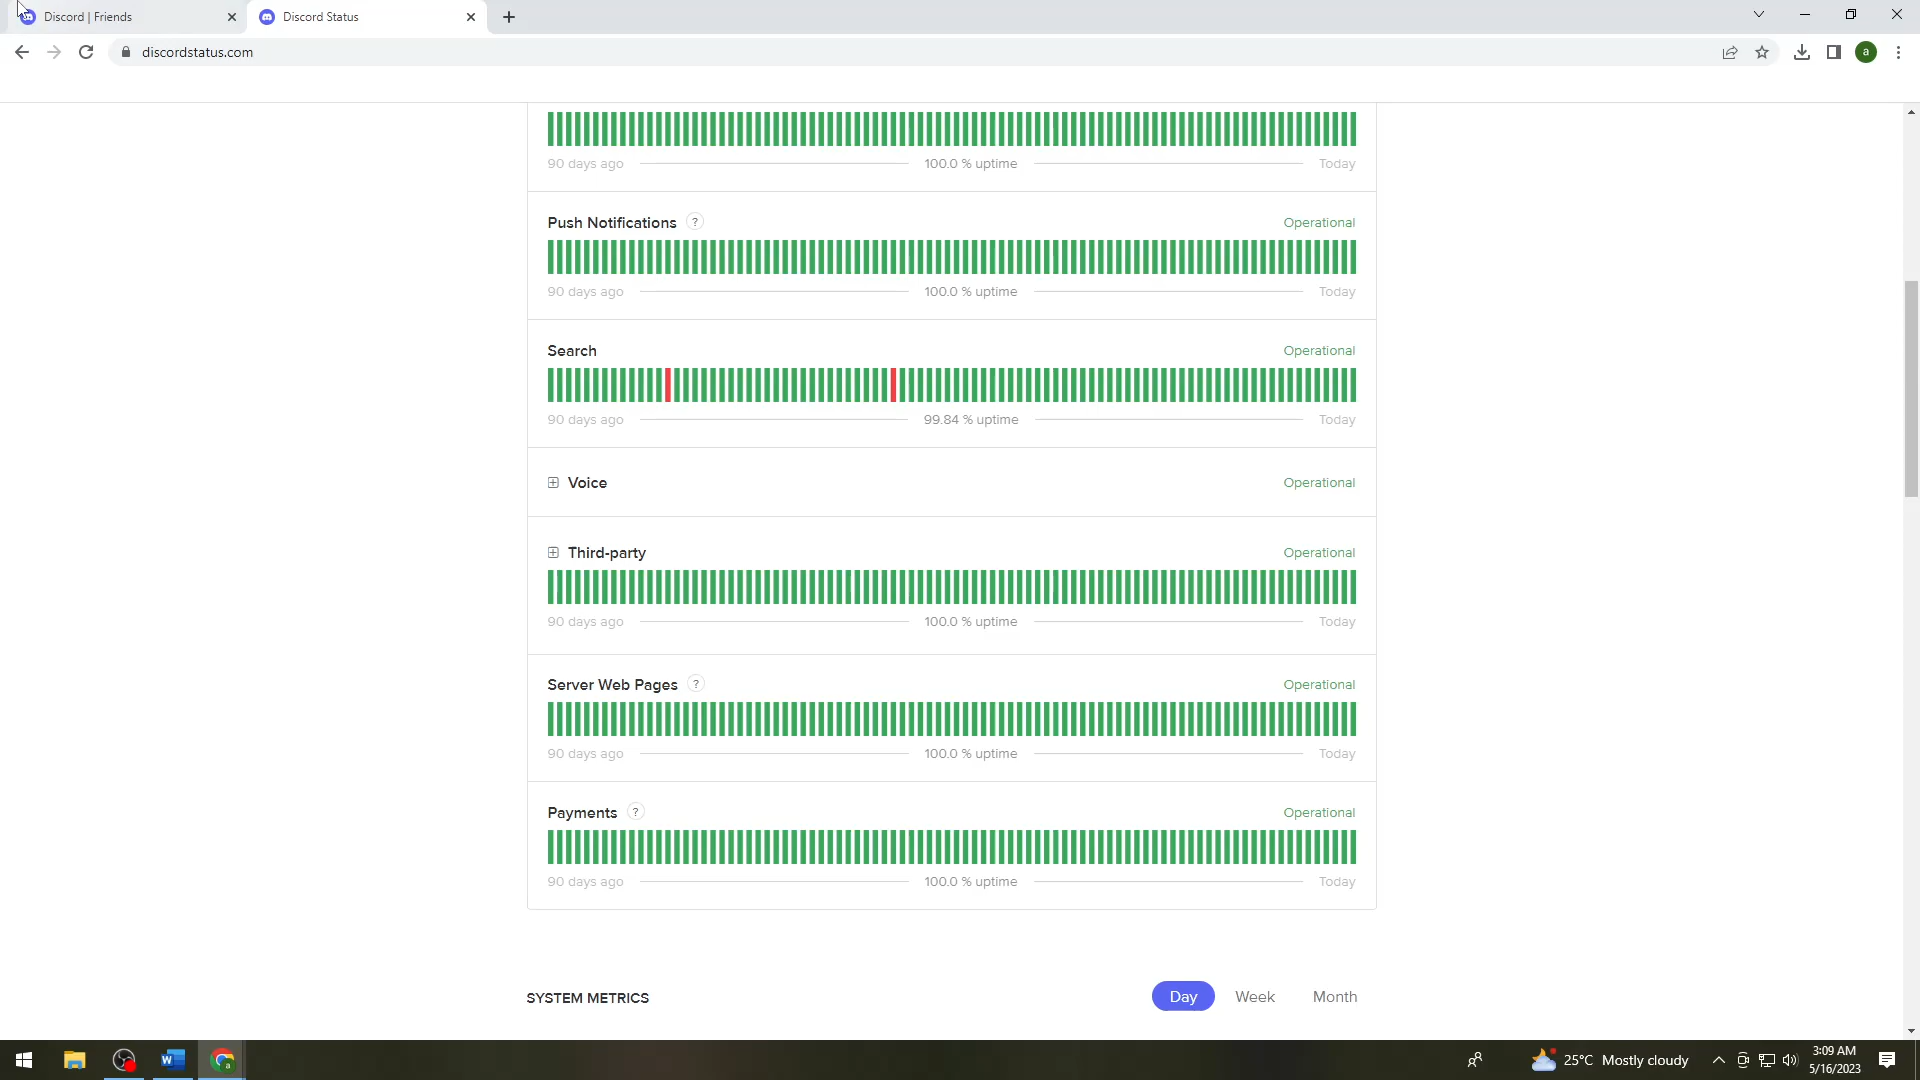 Discord | Friends
Discord Status
discordstatus.com
a
90 days ago
100.0 % uptime
Today
Push Notifications ?
Operational
90 days ago
100.0 % uptime
Today
Search
Operational
90 days ago
99.84 % uptime
Today
Voice
Operational
Third-party
Operational
90 days ago
100.0 % uptime
Today
Server Web Pages ?
Operational
90 days ago
100.0 % uptime
Today
Payments ?
Operational
90 days ago
100.0 % uptime
Today
SYSTEM METRICS
Day
Week
Month
W
a
25°C Mostly cloudy
3:09 AM
5/16/2023